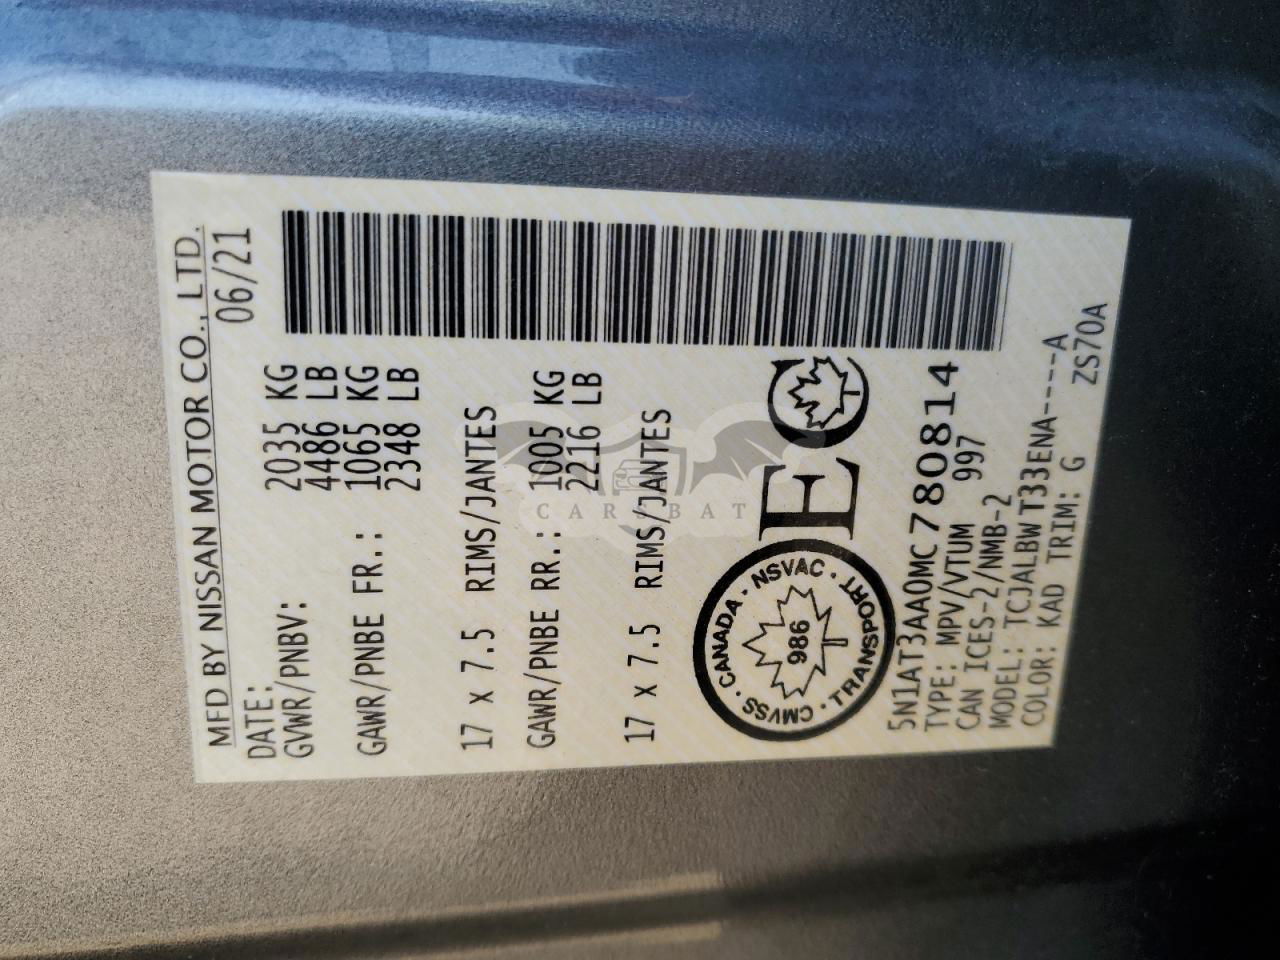 MFD BY NISSAN MOTOR CO., LTD.
DATE: 06/21
GVWR/PNBV: 2035 KG
4486 LB
GAWR/PNBE FR.: 1065 KG
2348 LB
17 x 7.5 RIMS/JANTES
GAWR/PNBE RR.: 1005 KG
2216 LB
17 x 7.5 RIMS/JANTES
CARSBAT
CMVSS · CANADA · NSVAC · TRANSPORT
986
EC
5N1AT3AA0MC780814
TYPE: MPV/VTUM 997
CAN ICES-2/NMB-2
MODEL: TCJALBWT33ENA-----A
COLOR: KAD TRIM: G ZS70A